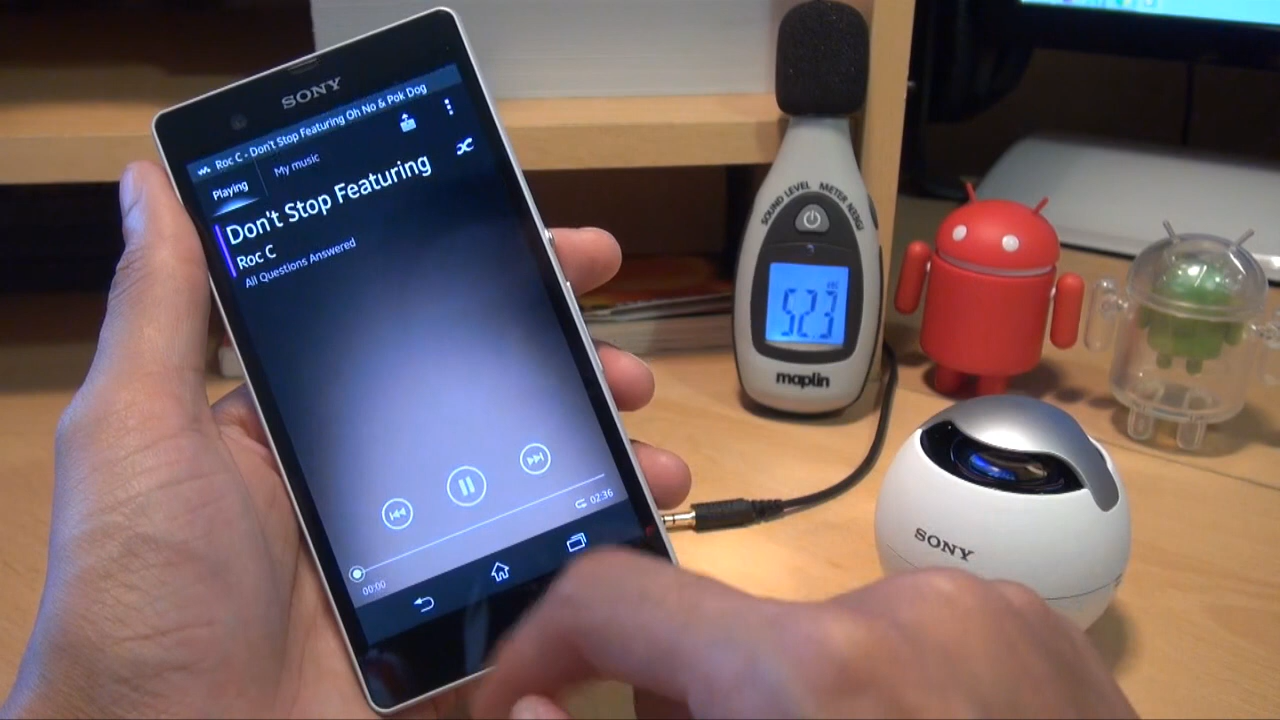 SONY
Roc C - Don't Stop Featuring Oh No & Pok Dog
Playing
My music
Don't Stop Featuring
Roc C
All Questions Answered
02:36
00:00
SOUND LEVEL METER N33GJ
52.3
maplin
SONY